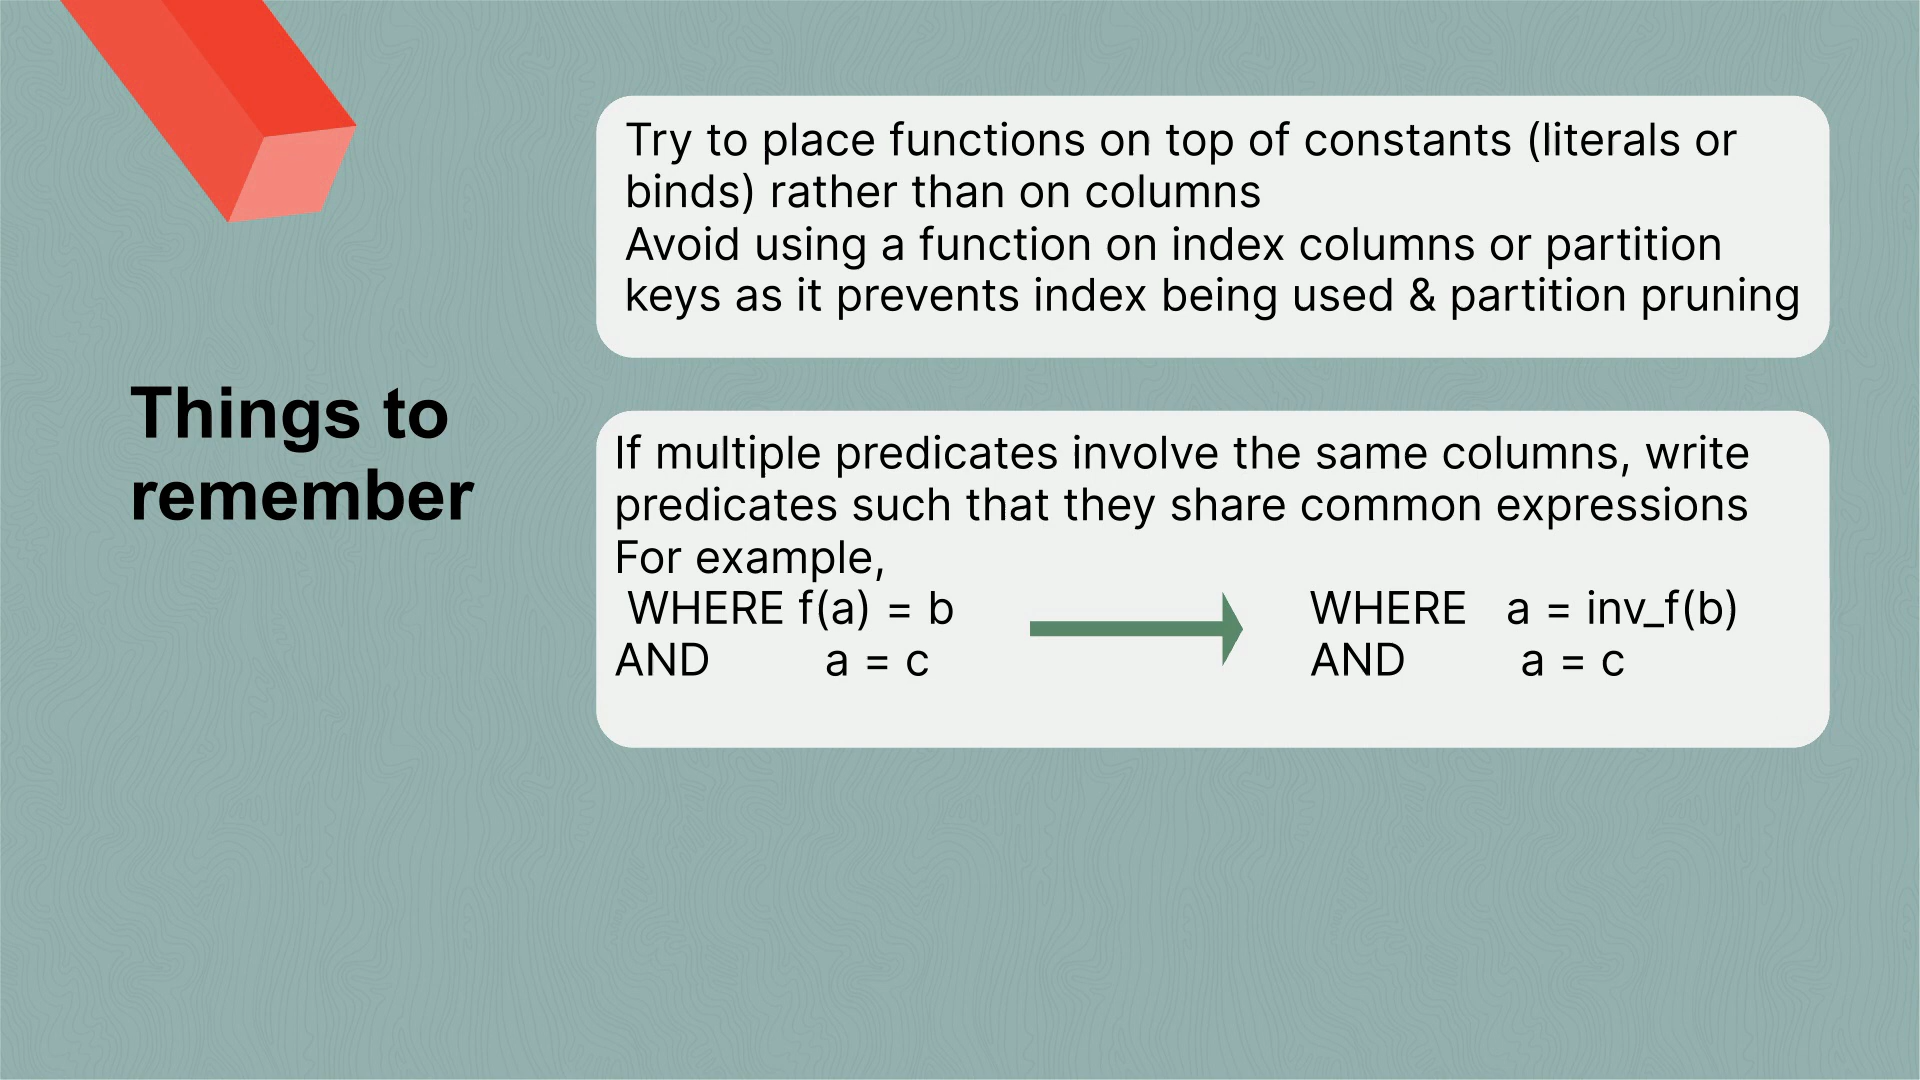 Things to
remember
Try to place functions on top of constants (literals or
binds) rather than on columns
Avoid using a function on index columns or partition
keys as it prevents index being used & partition pruning
If multiple predicates involve the same columns, write
predicates such that they share common expressions
For example,
WHERE f(a) = b
AND a = c
WHERE a = inv_f(b)
AND a = c